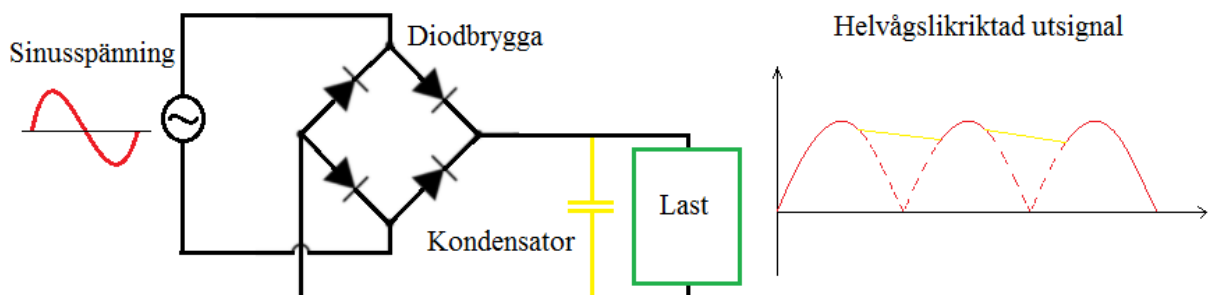 Sinusspänning
Diodbrygga
Kondensator
Last
Helvågslikriktad utsignal